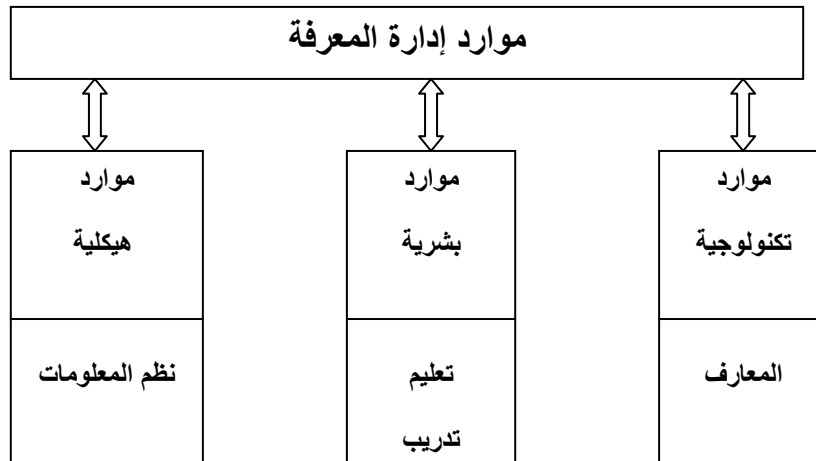 موارد إدارة المعرفة
موارد
تكنولوجية
المعارف
موارد
بشرية
تعليم
تدريب
موارد
هيكلية
نظم المعلومات